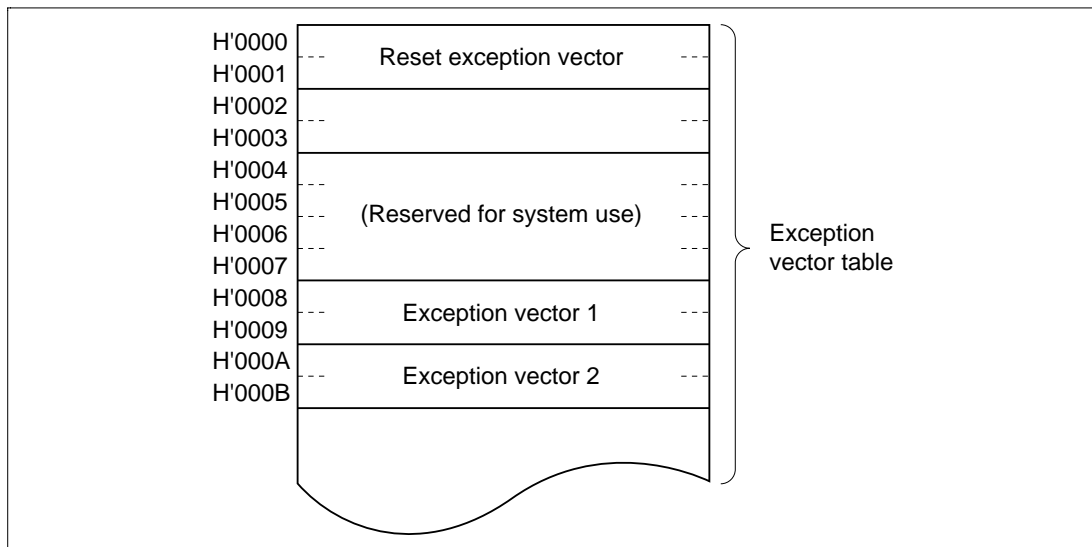 H'0000
Reset exception vector
H'0001
H'0002
H'0003
H'0004
H'0005
(Reserved for system use)
H'0006
H'0007
H'0008
Exception vector 1
H'0009
H'000A
Exception vector 2
H'000B
Exception
vector table